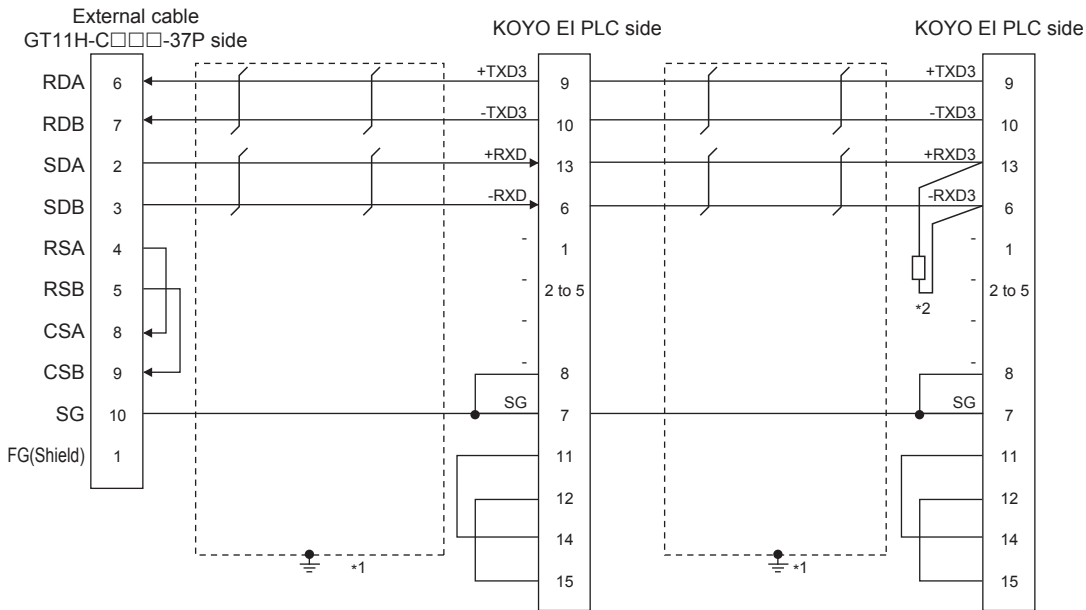 External cable
GT11H-C□□□-37P side
KOYO EI PLC side
KOYO EI PLC side
RDA 6 +TXD3 9 +TXD3 9
RDB 7 -TXD3 10 -TXD3 10
SDA 2 +RXD 13 +RXD3 13
SDB 3 -RXD 6 -RXD3 6
RSA 4 - 1 - 1
RSB 5 - 2 to 5 *2 - 2 to 5
CSA 8 - -
CSB 9 - 8 - 8
SG 10 SG 7 SG 7
FG(Shield) 1 11 11
12 12
*1 14 *1 14
15 15